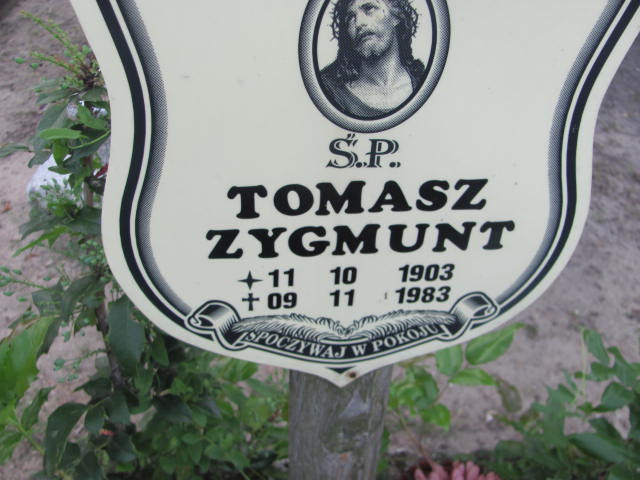 Ś.P.
TOMASZ
ZYGMUNT
11 10 1903
09 11 1983
SPOCZYWAJ W POKOJU